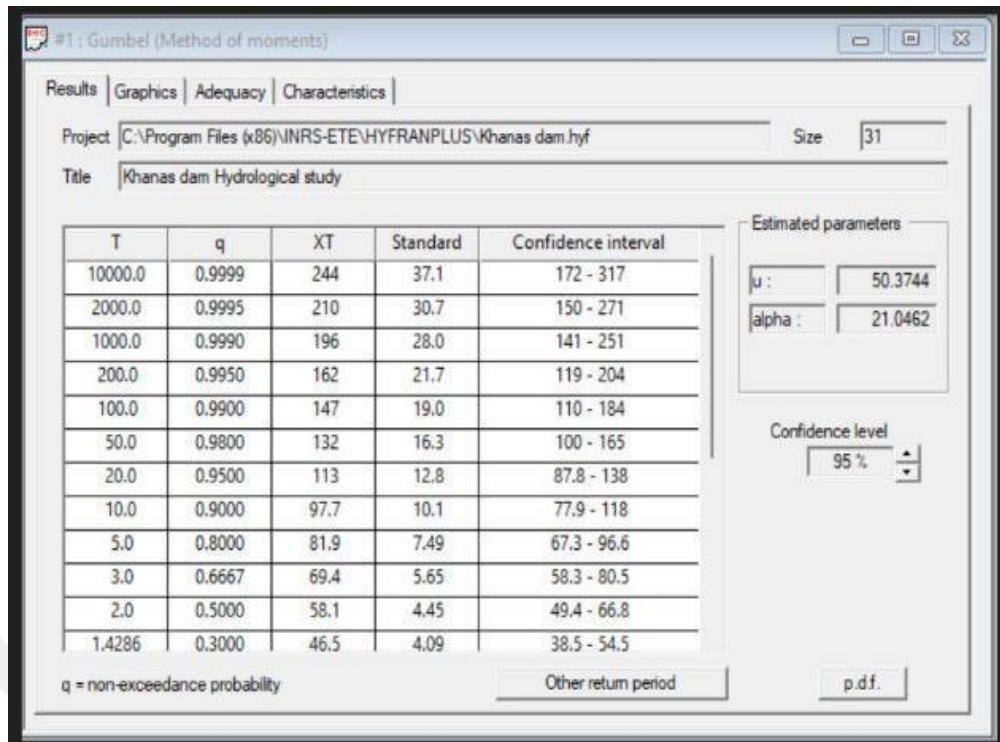 #1 : Gumbel (Method of moments)
Results Graphics Adequacy Characteristics
Project C:\Program Files (x86)\INRS-ETE\HYFRANPLUS\Khanas dam.hyf Size 31
Title Khanas dam Hydrological study
Estimated parameters
T q XT Standard Confidence interval
10000.0 0.9999 244 37.1 172 - 317
u : 50.3744
2000.0 0.9995 210 30.7 150 - 271
alpha : 21.0462
1000.0 0.9990 196 28.0 141 - 251
200.0 0.9950 162 21.7 119 - 204
100.0 0.9900 147 19.0 110 - 184
50.0 0.9800 132 16.3 100 - 165
Confidence level
95 %
20.0 0.9500 113 12.8 87.8 - 138
10.0 0.9000 97.7 10.1 77.9 - 118
5.0 0.8000 81.9 7.49 67.3 - 96.6
3.0 0.6667 69.4 5.65 58.3 - 80.5
2.0 0.5000 58.1 4.45 49.4 - 66.8
1.4286 0.3000 46.5 4.09 38.5 - 54.5
q = non-exceedance probability Other return period p.d.f.